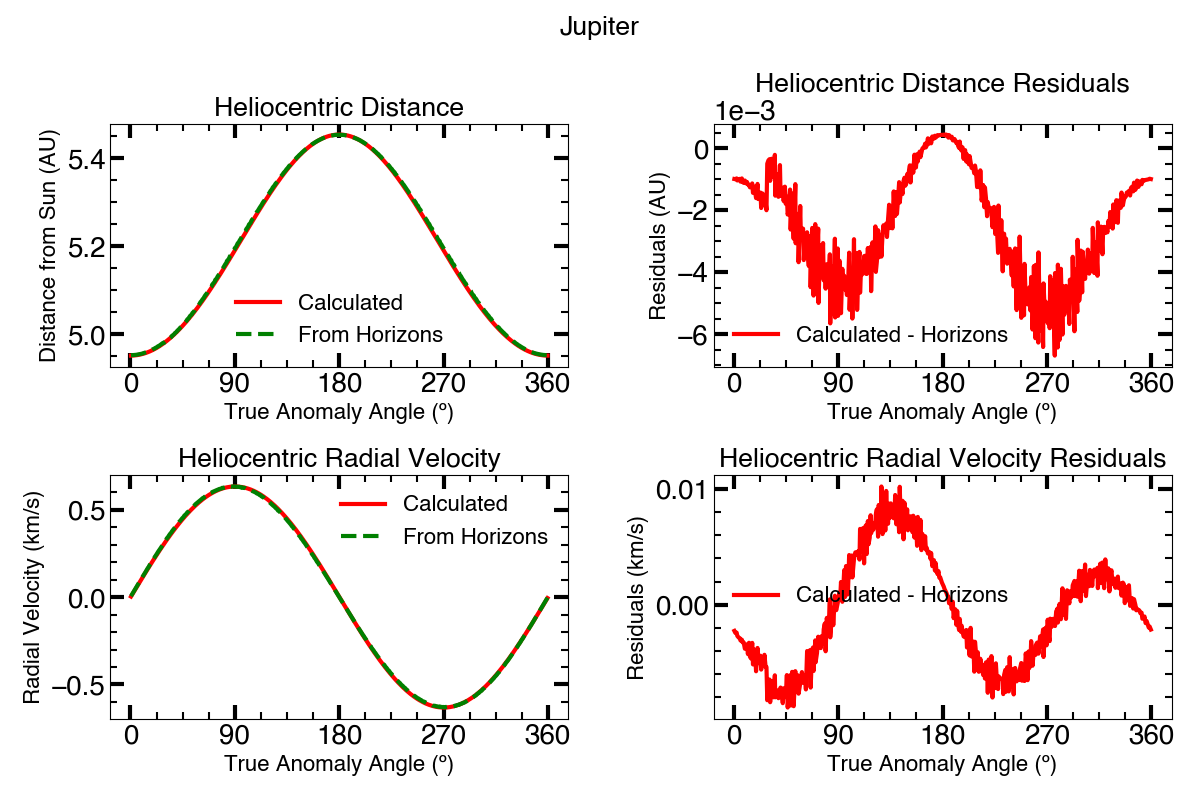 Jupiter
Heliocentric Distance
Distance from Sun (AU)
5.4
5.2
5.0
Calculated
From Horizons
0 90 180 270 360
True Anomaly Angle (º)
Heliocentric Distance Residuals
1e−3
Residuals (AU)
0
−2
−4
−6
Calculated - Horizons
0 90 180 270 360
True Anomaly Angle (º)
Heliocentric Radial Velocity
Radial Velocity (km/s)
0.5
0.0
−0.5
Calculated
From Horizons
0 90 180 270 360
True Anomaly Angle (º)
Heliocentric Radial Velocity Residuals
Residuals (km/s)
0.01
0.00
Calculated - Horizons
0 90 180 270 360
True Anomaly Angle (º)